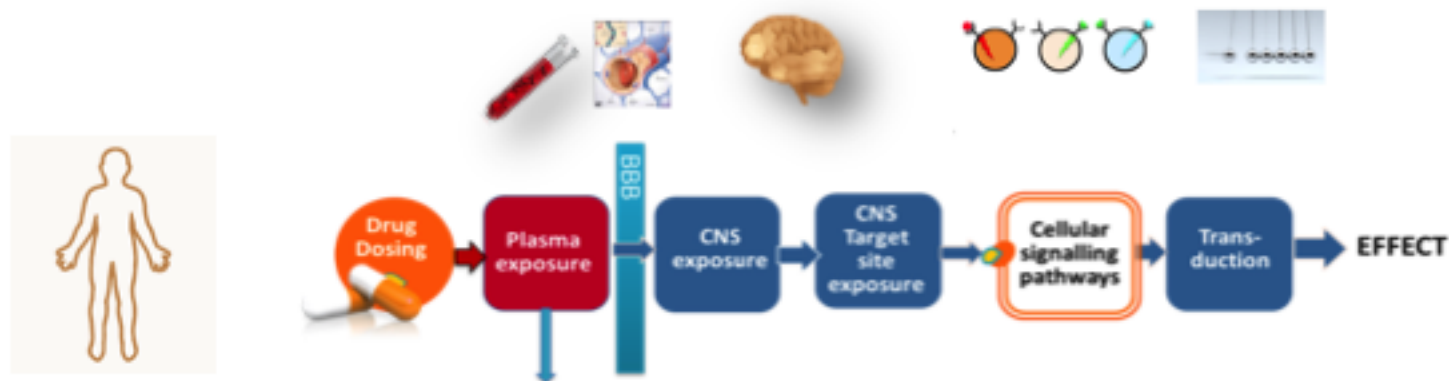 Drug
Dosing
Plasma
exposure
BBB
CNS
exposure
CNS
Target
site
exposure
Cellular
signalling
pathways
Trans-
duction
EFFECT